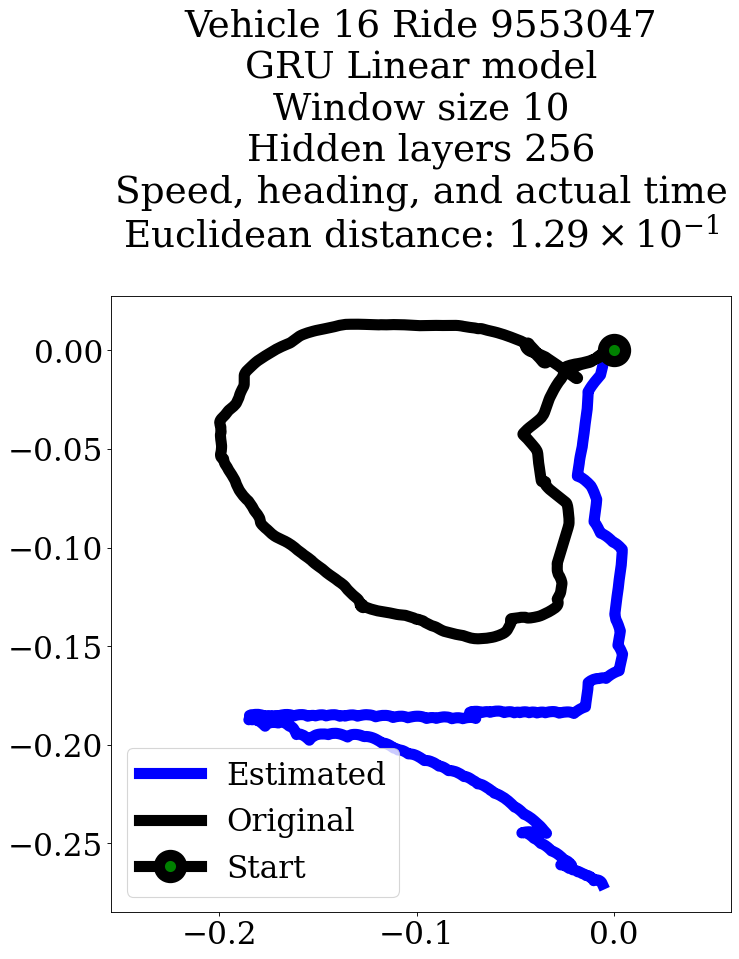 Vehicle 16 Ride 9553047
GRU Linear model
Window size 10
Hidden layers 256
Speed, heading, and actual time
Euclidean distance: 1.29 × 10⁻¹
0.00
−0.05
−0.10
−0.15
−0.20
−0.25
Estimated
Original
Start
−0.2 −0.1 0.0